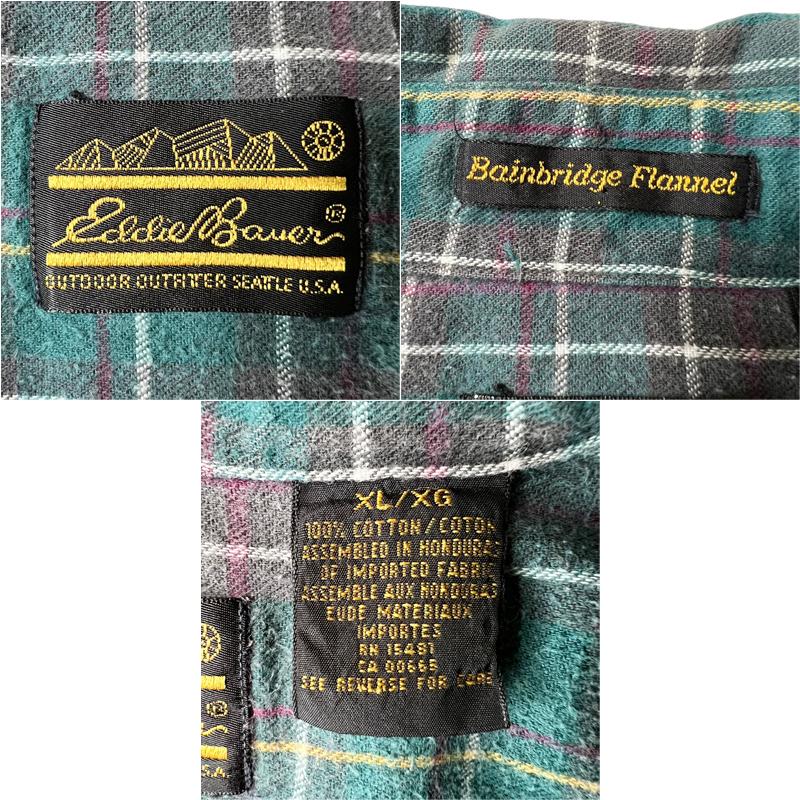 Eddie Bauer®
OUTDOOR OUTFITTER SEATTLE U.S.A.
Bainbridge Flannel
XL/XG
100% COTTON/COTON
ASSEMBLED IN HONDURAS
OF IMPORTED FABRIC
ASSEMBLE AUX HONDURAS
EUDE MATERIAUX
IMPORTES
RN 15481
CA 00665
SEE REVERSE FOR CARE
®
S.A.